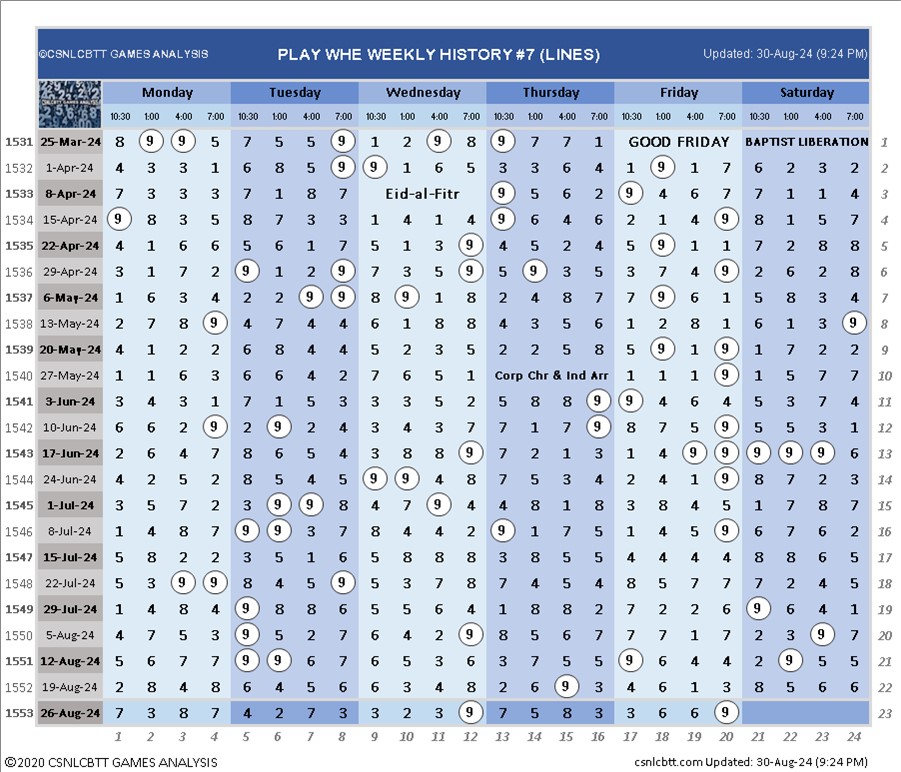 ©CSNLCBTT GAMES ANALYSIS PLAY WHE WEEKLY HISTORY #7 (LINES) Updated: 30-Aug-24 (9:24 PM)
Monday Tuesday Wednesday Thursday Friday Saturday
10:30 1:00 4:00 7:00 10:30 1:00 4:00 7:00 10:30 1:00 4:00 7:00 10:30 1:00 4:00 7:00 10:30 1:00 4:00 7:00 10:30 1:00 4:00 7:00
1531 25-Mar-24 8 9 9 5 7 5 5 9 1 2 9 8 9 7 7 1 GOOD FRIDAY BAPTIST LIBERATION 1
1532 1-Apr-24 4 3 3 1 6 8 5 9 9 1 6 5 3 3 6 4 1 9 1 7 6 2 3 2 2
1533 8-Apr-24 7 3 3 3 7 1 8 7 Eid-al-Fitr 9 5 6 2 9 4 6 7 7 1 1 4 3
1534 15-Apr-24 9 8 3 5 8 7 3 3 1 4 1 4 9 4 6 4 2 1 4 9 8 1 5 7 4
1535 22-Apr-24 4 1 6 6 5 6 1 7 5 1 3 9 4 5 2 4 5 9 1 1 7 2 8 8 5
1536 29-Apr-24 3 1 7 2 9 1 2 9 7 3 5 9 5 9 3 5 3 7 4 9 2 6 2 8 6
1537 6-May-24 1 6 3 4 2 2 9 9 8 9 1 8 2 4 8 7 7 9 6 1 5 8 3 4 7
1538 13-May-24 2 7 8 9 4 7 4 4 6 1 8 8 4 3 5 6 1 2 8 1 6 1 3 9 8
1539 20-May-24 4 1 2 2 6 8 4 4 5 2 3 5 2 2 5 8 5 9 1 9 1 7 2 2 9
1540 27-May-24 1 1 6 3 6 6 4 2 7 6 5 1 Corp Chr & Ind Arr 1 1 1 9 1 5 7 7 10
1541 3-Jun-24 3 4 3 1 7 1 5 3 3 3 5 2 5 8 8 9 9 4 6 4 5 3 7 4 11
1542 10-Jun-24 6 6 2 9 2 9 2 4 3 4 3 7 7 1 7 9 8 7 5 9 5 5 3 1 12
1543 17-Jun-24 2 6 4 7 8 6 5 4 3 8 8 9 7 2 1 3 1 4 9 9 9 9 9 6 13
1544 24-Jun-24 4 2 5 2 8 5 4 5 9 9 4 8 7 5 3 4 2 4 1 9 8 7 2 3 14
1545 1-Jul-24 3 5 7 2 3 9 9 8 4 7 9 4 4 8 1 8 3 8 4 5 1 7 8 7 15
1546 8-Jul-24 1 4 8 7 9 9 3 7 8 4 4 2 9 1 7 5 1 4 5 9 6 7 6 2 16
1547 15-Jul-24 5 8 2 2 3 5 1 6 5 8 8 8 3 8 5 5 4 4 4 4 8 8 6 5 17
1548 22-Jul-24 5 3 9 9 8 4 5 9 5 3 7 8 7 4 5 4 8 5 7 7 7 2 4 5 18
1549 29-Jul-24 1 4 8 4 9 8 8 6 5 5 6 4 1 8 8 2 7 2 2 6 9 6 4 1 19
1550 5-Aug-24 4 7 5 3 9 5 2 7 6 4 2 9 8 5 6 7 7 7 1 7 2 3 9 7 20
1551 12-Aug-24 5 6 7 7 9 9 6 7 6 5 3 6 3 7 5 5 9 6 4 4 2 9 5 5 21
1552 19-Aug-24 2 8 4 8 6 4 5 6 6 3 4 8 2 6 9 3 4 6 1 3 8 5 6 6 22
1553 26-Aug-24 7 3 8 7 4 2 7 3 3 2 3 9 7 5 8 3 3 6 6 9 23
1 2 3 4 5 6 7 8 9 10 11 12 13 14 15 16 17 18 19 20 21 22 23 24
©2020 CSNLCBTT GAMES ANALYSIS csnlcbtt.com Updated: 30-Aug-24 (9:24 PM)